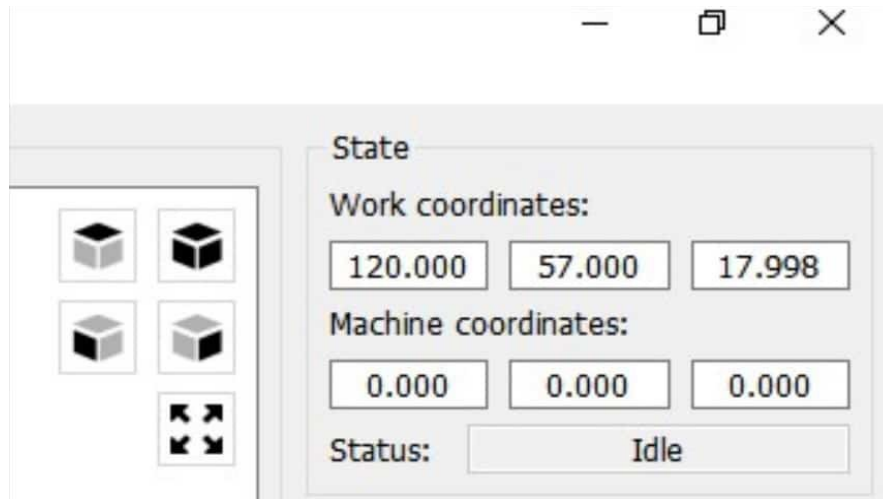 State
Work coordinates:
120.000 57.000 17.998
Machine coordinates:
0.000 0.000 0.000
Status: Idle